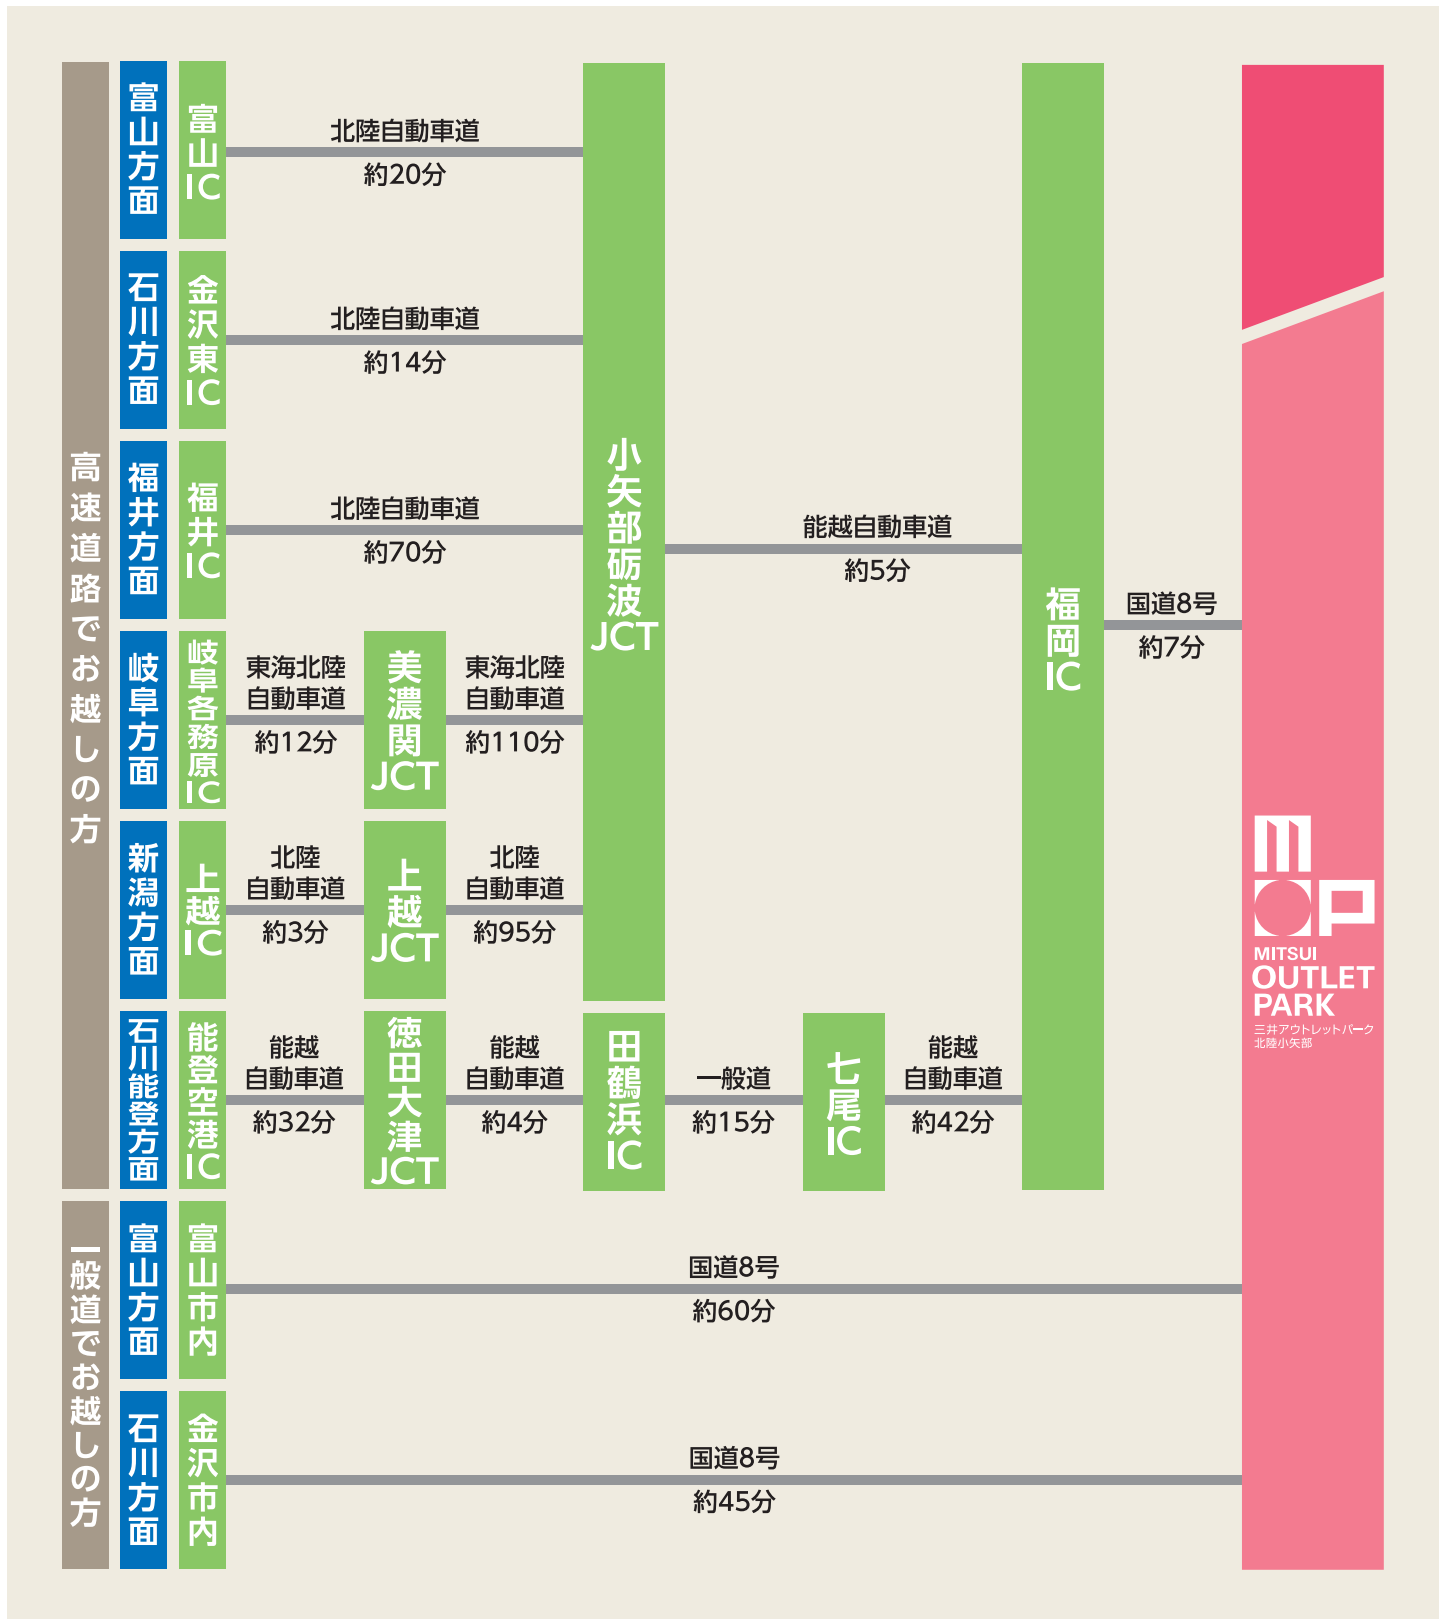 高速道路でお越しの方
富山方面
富山IC
北陸自動車道
約20分
石川方面
金沢東IC
北陸自動車道
約14分
福井方面
福井IC
北陸自動車道
約70分
岐阜方面
岐阜各務原IC
東海北陸
自動車道
約12分
美濃関JCT
東海北陸
自動車道
約110分
新潟方面
上越IC
北陸
自動車道
約3分
上越JCT
北陸
自動車道
約95分
小矢部砺波JCT
能越自動車道
約5分
石川能登方面
能登空港IC
能越
自動車道
約32分
徳田大津JCT
能越
自動車道
約4分
田鶴浜IC
一般道
約15分
七尾IC
能越
自動車道
約42分
福岡IC
国道8号
約7分
一般道でお越しの方
富山方面
富山市内
国道8号
約60分
石川方面
金沢市内
国道8号
約45分
MOP
MITSUI
OUTLET
PARK
三井アウトレットパーク
北陸小矢部